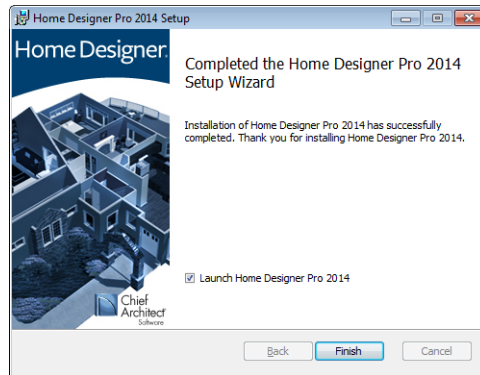 Home Designer Pro 2014 Setup
Home Designer.
Completed the Home Designer Pro 2014
Setup Wizard
Installation of Home Designer Pro 2014 has successfully
completed. Thank you for installing Home Designer Pro 2014.
Launch Home Designer Pro 2014
Chief
Architect
Software
Back
Finish
Cancel